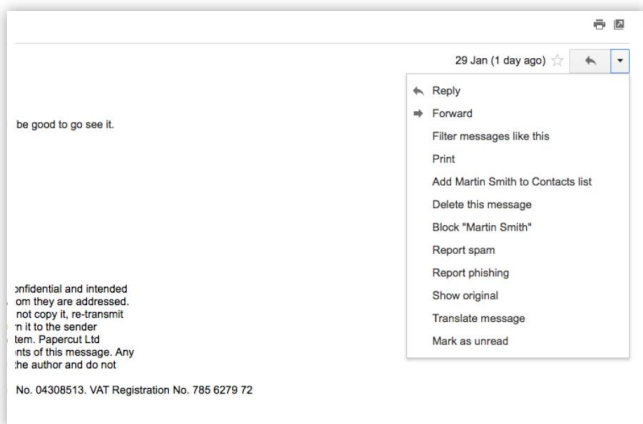 29 Jan (1 day ago)
Reply
Forward
be good to go see it.
Filter messages like this
Print
Add Martin Smith to Contacts list
Delete this message
Block "Martin Smith"
Report spam
Report phishing
Show original
Translate message
Mark as unread
onfidential and intended
om they are addressed.
not copy it, re-transmit
n it to the sender
tem. Papercut Ltd
nts of this message. Any
the author and do not
No. 04308513. VAT Registration No. 785 6279 72